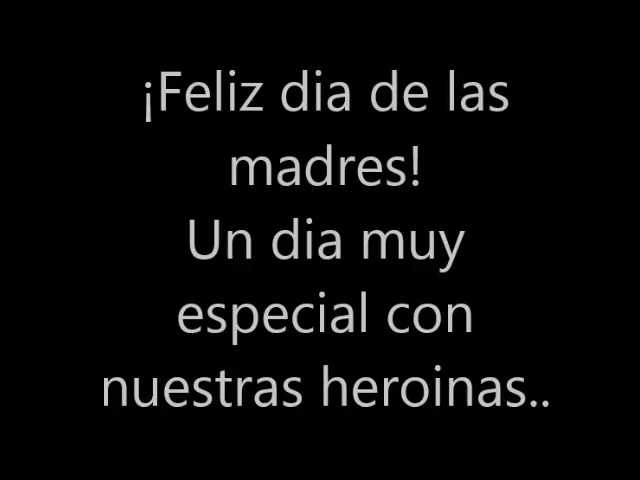 ¡Feliz dia de las
madres!
Un dia muy
especial con
nuestras heroinas..